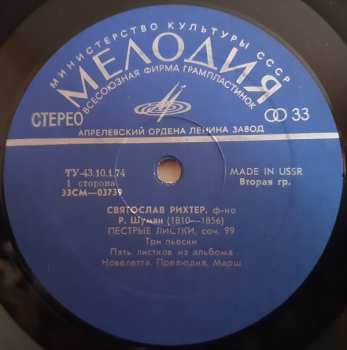 МИНИСТЕРСТВО КУЛЬТУРЫ СССР
МЕЛОДИЯ
ВСЕСОЮЗНАЯ ФИРМА ГРАМПЛАСТИНОК
СТЕРЕО
33
АПРЕЛЕВСКИЙ ОРДЕНА ЛЕНИНА ЗАВОД
ТУ-43.10.1.74
MADE IN USSR
1 сторона
Вторая гр.
33СМ—03739
СВЯТОСЛАВ РИХТЕР, ф-но
Р. Шуман (1810—1856)
ПЕСТРЫЕ ЛИСТКИ, соч. 99
Три пьески
Пять листков из альбома
Новелетта, Прелюдия, Марш